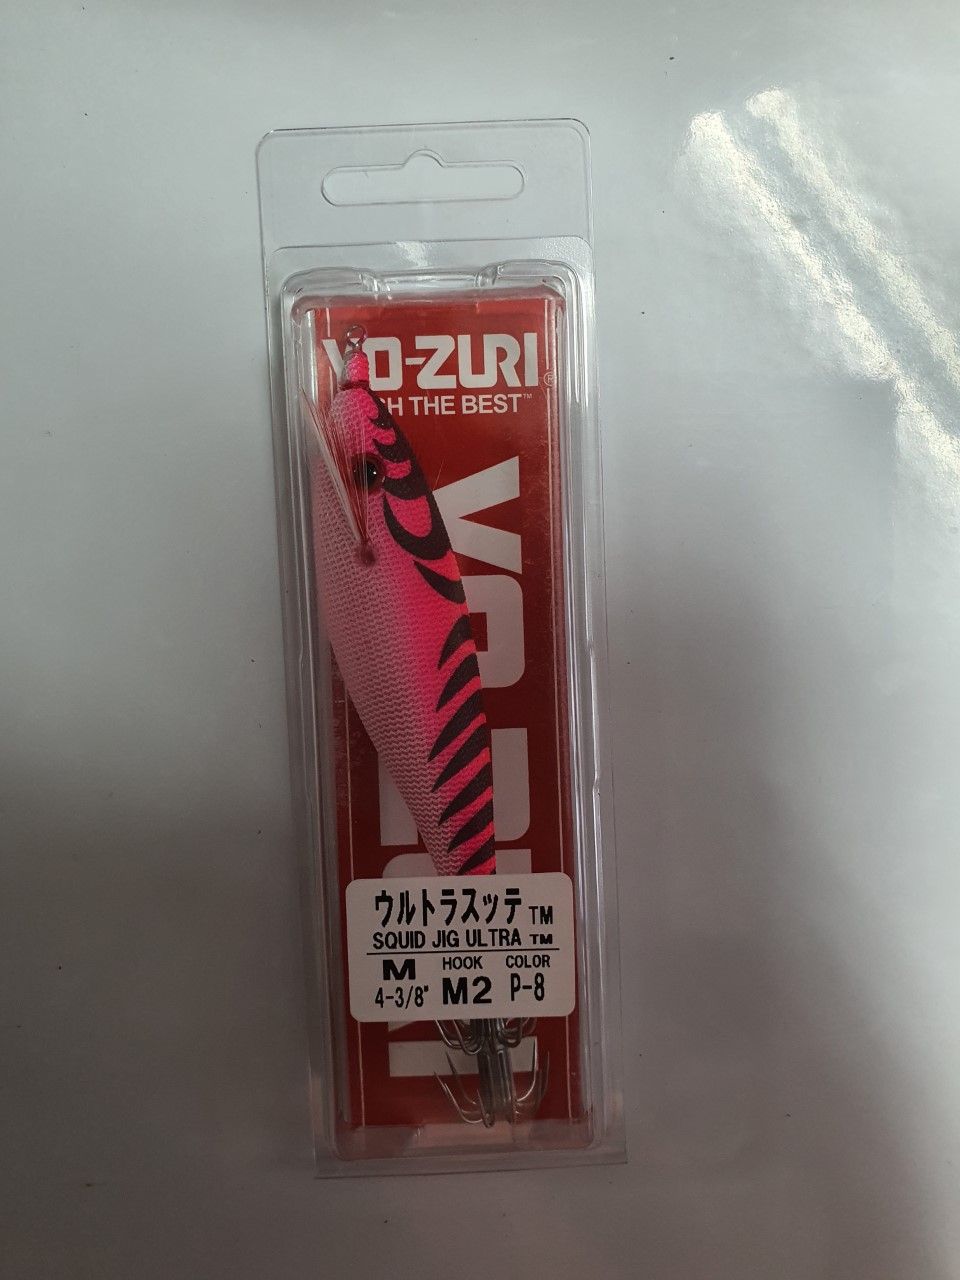 YO-ZURI®
SH THE BEST™
ウルトラスッテ TM
SQUID JIG ULTRA TM
M HOOK COLOR
4-3/8" M2 P-8